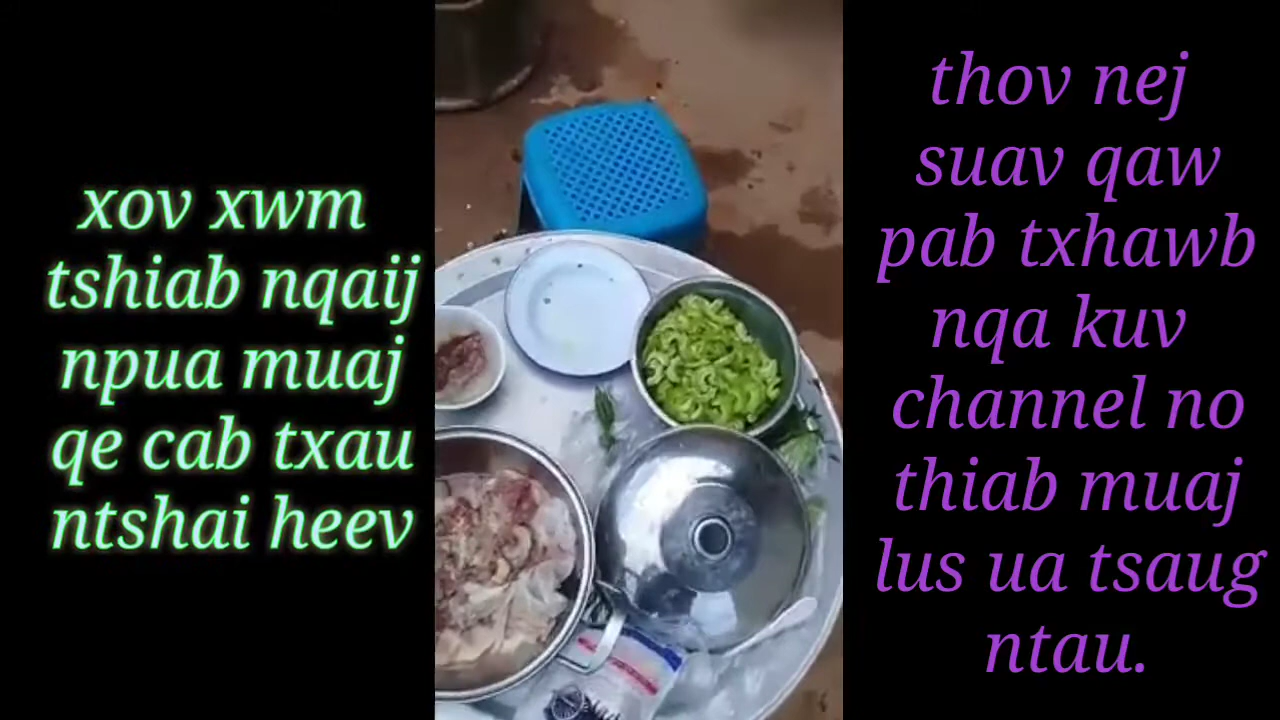 xov xwm
tshiab nqaij
npua muaj
qe cab txau
ntshai heev
thov nej
suav qaw
pab txhawb
nqa kuv
channel no
thiab muaj
lus ua tsaug
ntau.